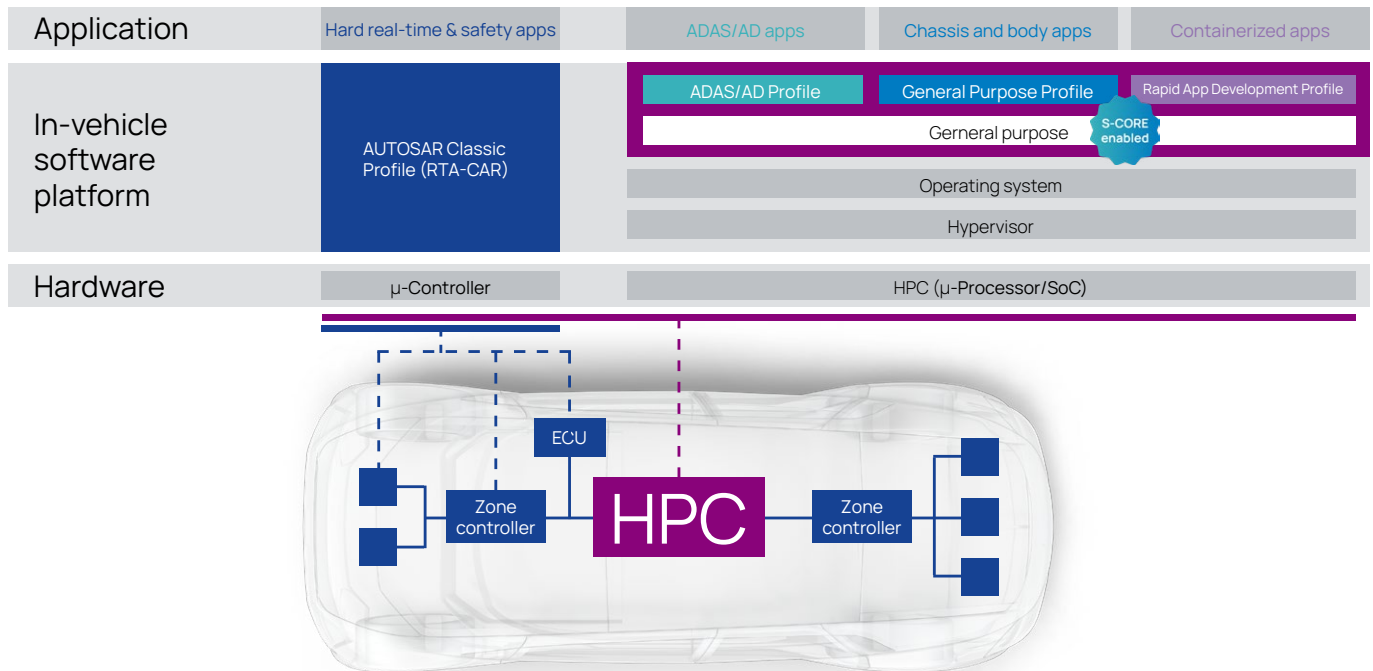 Application
Hard real-time & safety apps
ADAS/AD apps
Chassis and body apps
Containerized apps
In-vehicle
software
platform
AUTOSAR Classic
Profile (RTA-CAR)
ADAS/AD Profile
General Purpose Profile
Rapid App Development Profile
Gerneral purpose
S-CORE
enabled
Operating system
Hypervisor
Hardware
μ-Controller
HPC (μ-Processor/SoC)
ECU
Zone
controller
HPC
Zone
controller